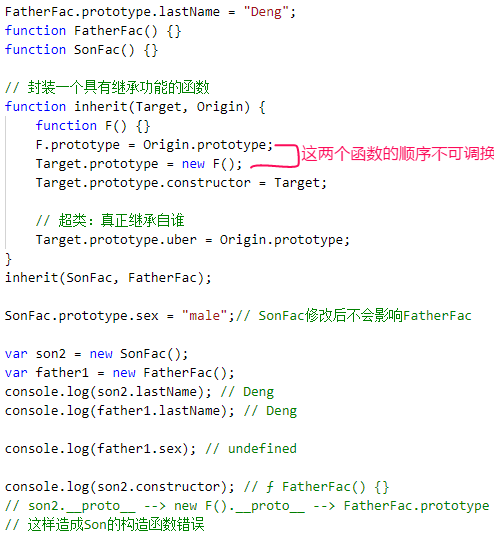 FatherFac.prototype.lastName = "Deng";
function FatherFac() {}
function SonFac() {}
// 封装一个具有继承功能的函数
function inherit(Target, Origin) {
function F() {}
F.prototype = Origin.prototype;
这两个函数的顺序不可调换
Target.prototype = new F();
Target.prototype.constructor = Target;
// 超类：真正继承自谁
Target.prototype.uber = Origin.prototype;
}
inherit(SonFac, FatherFac);
SonFac.prototype.sex = "male";// SonFac修改后不会影响FatherFac
var son2 = new SonFac();
var father1 = new FatherFac();
console.log(son2.lastName); // Deng
console.log(father1.lastName); // Deng
console.log(father1.sex); // undefined
console.log(son2.constructor); // ƒ FatherFac() {}
// son2.__proto__ --> new F().__proto__ --> FatherFac.prototype
// 这样造成Son的构造函数错误